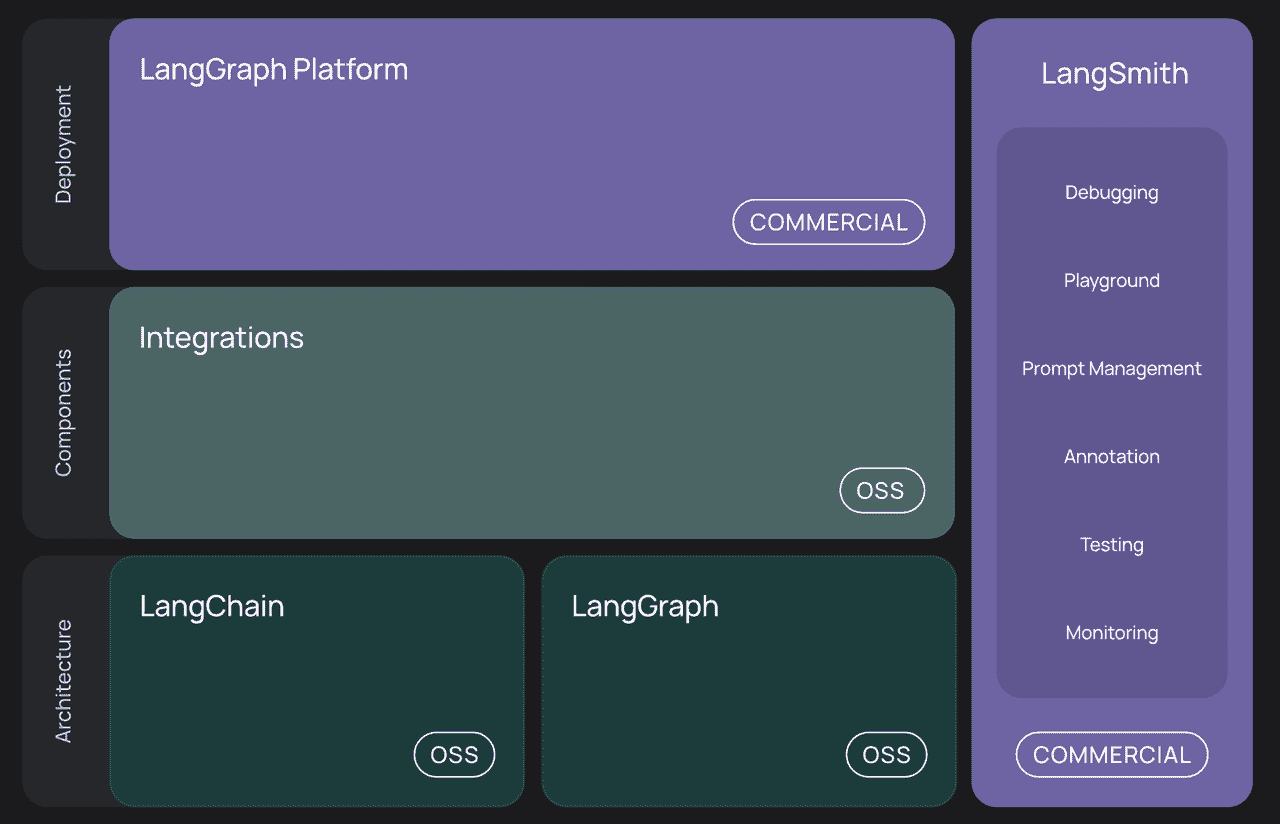 Deployment
LangGraph Platform
COMMERCIAL
Components
Integrations
OSS
Architecture
LangChain
OSS
LangGraph
OSS
LangSmith
Debugging
Playground
Prompt Management
Annotation
Testing
Monitoring
COMMERCIAL